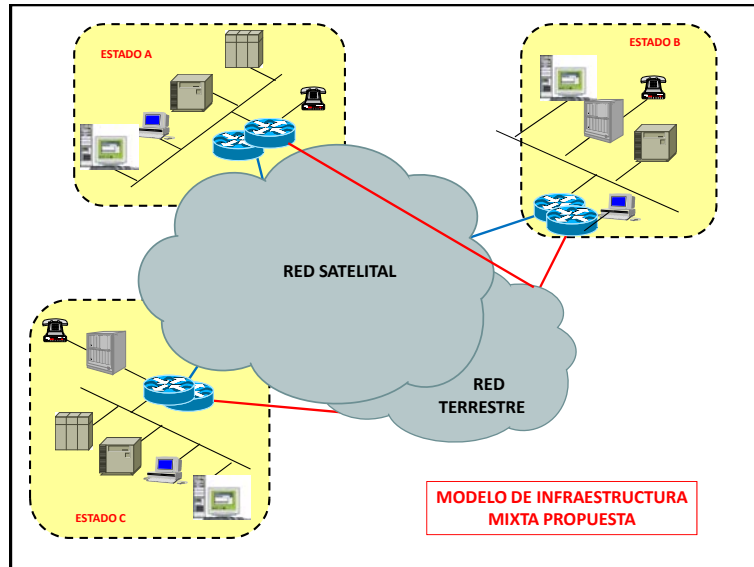 ESTADO A
ESTADO B
RED SATELITAL
RED
TERRESTRE
ESTADO C
MODELO DE INFRAESTRUCTURA
MIXTA PROPUESTA